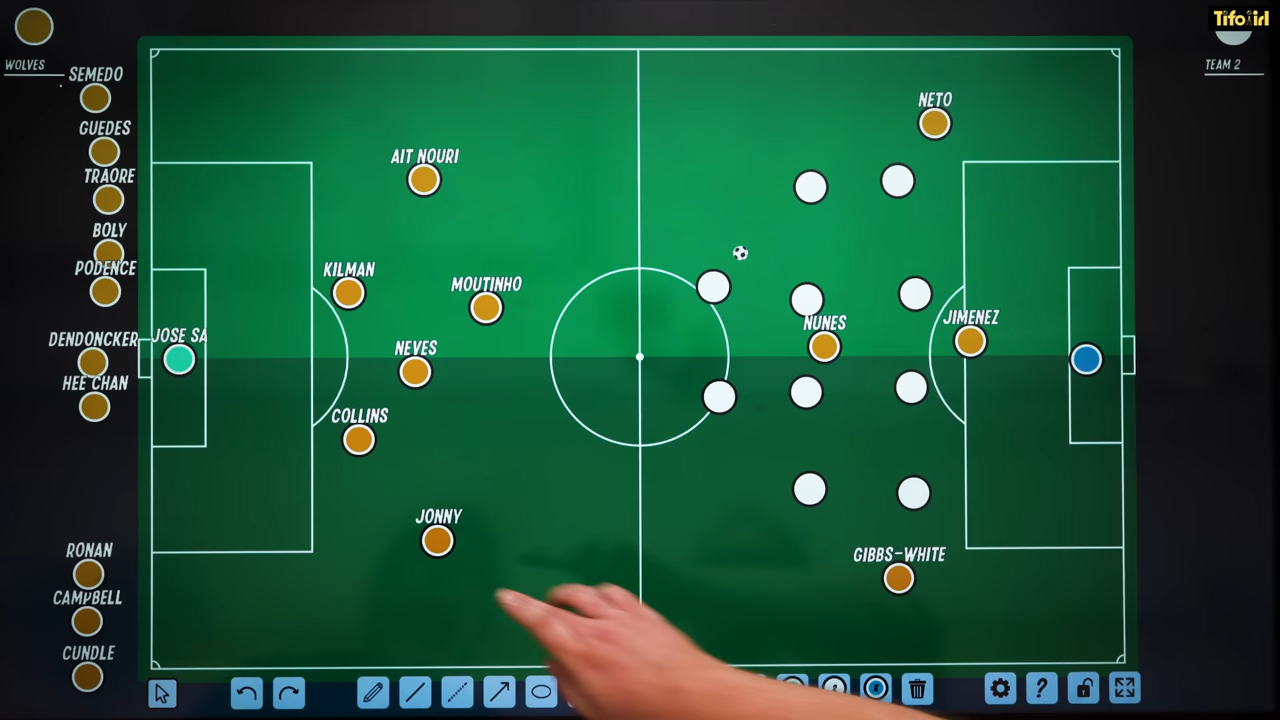 Tifo irl
WOLVES
TEAM 2
SEMEDO
NETO
GUEDES
AIT NOURI
TRAORE
BOLY
PODENCE
KILMAN
MOUTINHO
JIMENEZ
NUNES
DENDONCKER
JOSE SA
NEVES
HEE CHAN
COLLINS
JONNY
RONAN
GIBBS-WHITE
CAMPBELL
CUNDLE
?